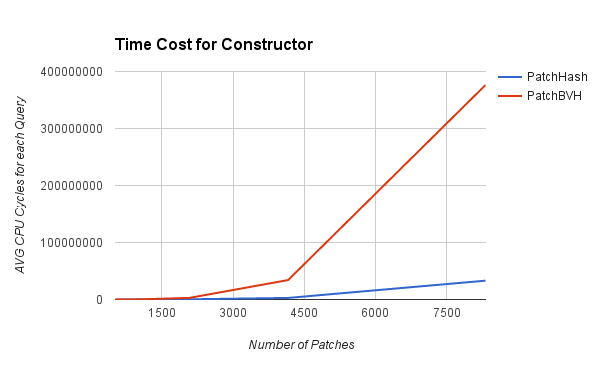 Time Cost for Constructor
400000000
300000000
200000000
100000000
0
AVG CPU Cycles for each Query
1500
3000
4500
6000
7500
Number of Patches
PatchHash
PatchBVH